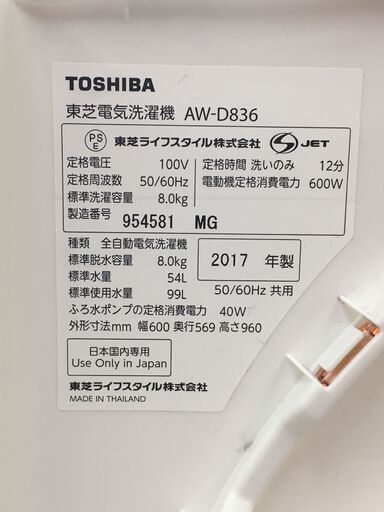 TOSHIBA
東芝電気洗濯機 AW-D836
PS E 東芝ライフスタイル株式会社 S JET
定格電圧 100V
定格周波数 50/60Hz
標準洗濯容量 8.0kg
製造番号 954581 MG
定格時間 洗いのみ 12分
電動機定格消費電力 600W
種類 全自動電気洗濯機
標準脱水容量 8.0kg
標準水量 54L
標準使用水量 99L
2017 年製
50/60Hz 共用
ふろ水ポンプの定格消費電力 40W
外形寸法mm 幅600 奥行569 高さ960
日本国内専用
Use Only in Japan
東芝ライフスタイル株式会社
MADE IN THAILAND